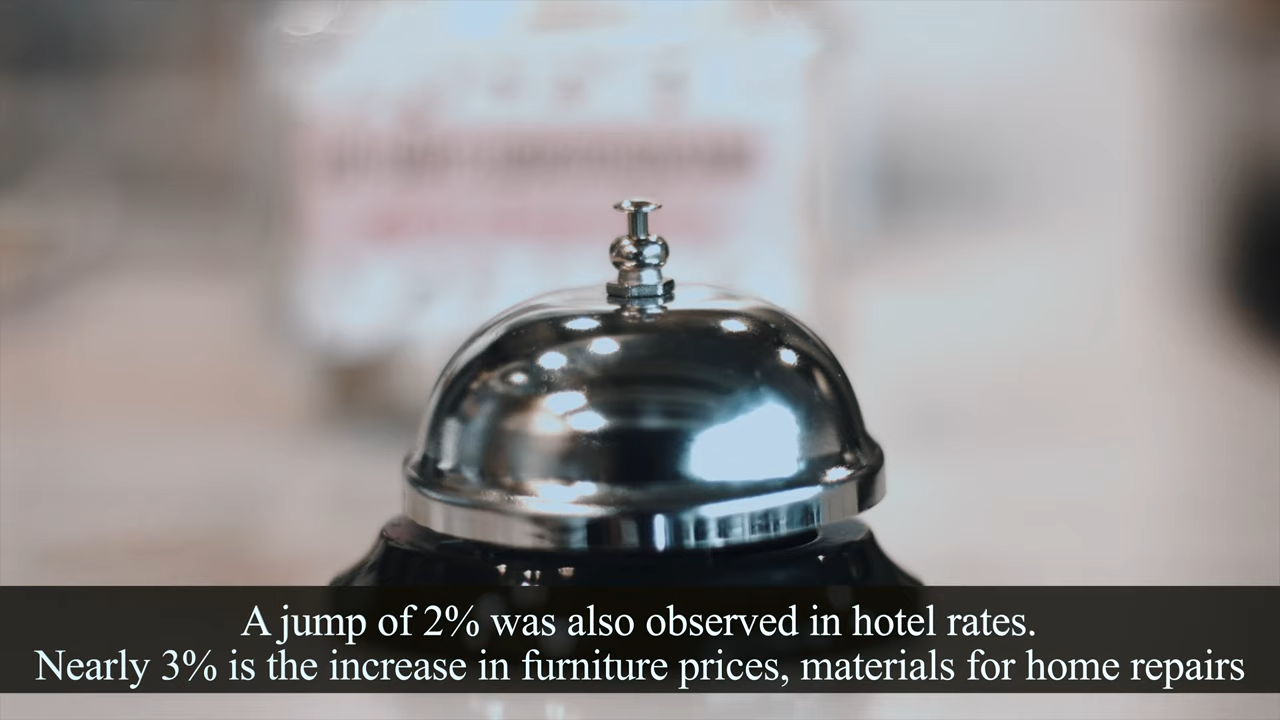 A jump of 2% was also observed in hotel rates.
Nearly 3% is the increase in furniture prices, materials for home repairs